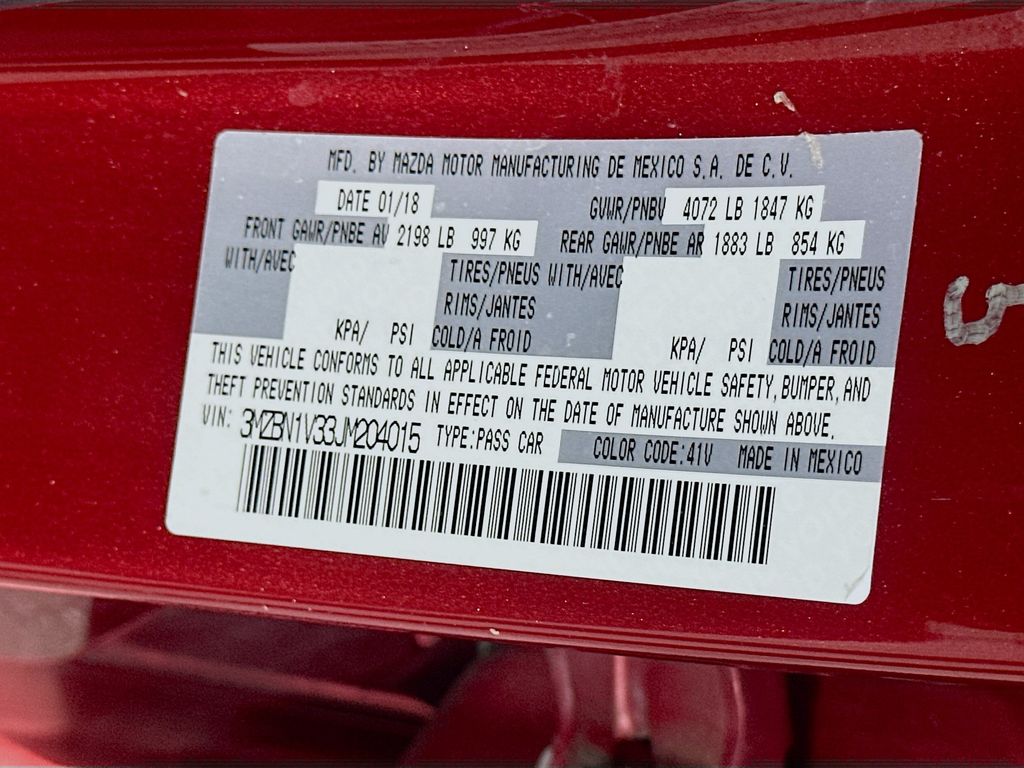 MFD. BY MAZDA MOTOR MANUFACTURING DE MEXICO S.A. DE C.V.
DATE 01/18 GVWR/PNBV 4072 LB 1847 KG
FRONT GAWR/PNBE AV 2198 LB 997 KG REAR GAWR/PNBE AR 1883 LB 854 KG
WITH/AVEC TIRES/PNEUS WITH/AVEC TIRES/PNEUS
RIMS/JANTES RIMS/JANTES
KPA/ PSI COLD/A FROID KPA/ PSI COLD/A FROID
THIS VEHICLE CONFORMS TO ALL APPLICABLE FEDERAL MOTOR VEHICLE SAFETY, BUMPER, AND
THEFT PREVENTION STANDARDS IN EFFECT ON THE DATE OF MANUFACTURE SHOWN ABOVE.
VIN: 3MZBN1V33JM204015 TYPE:PASS CAR COLOR CODE:41V MADE IN MEXICO